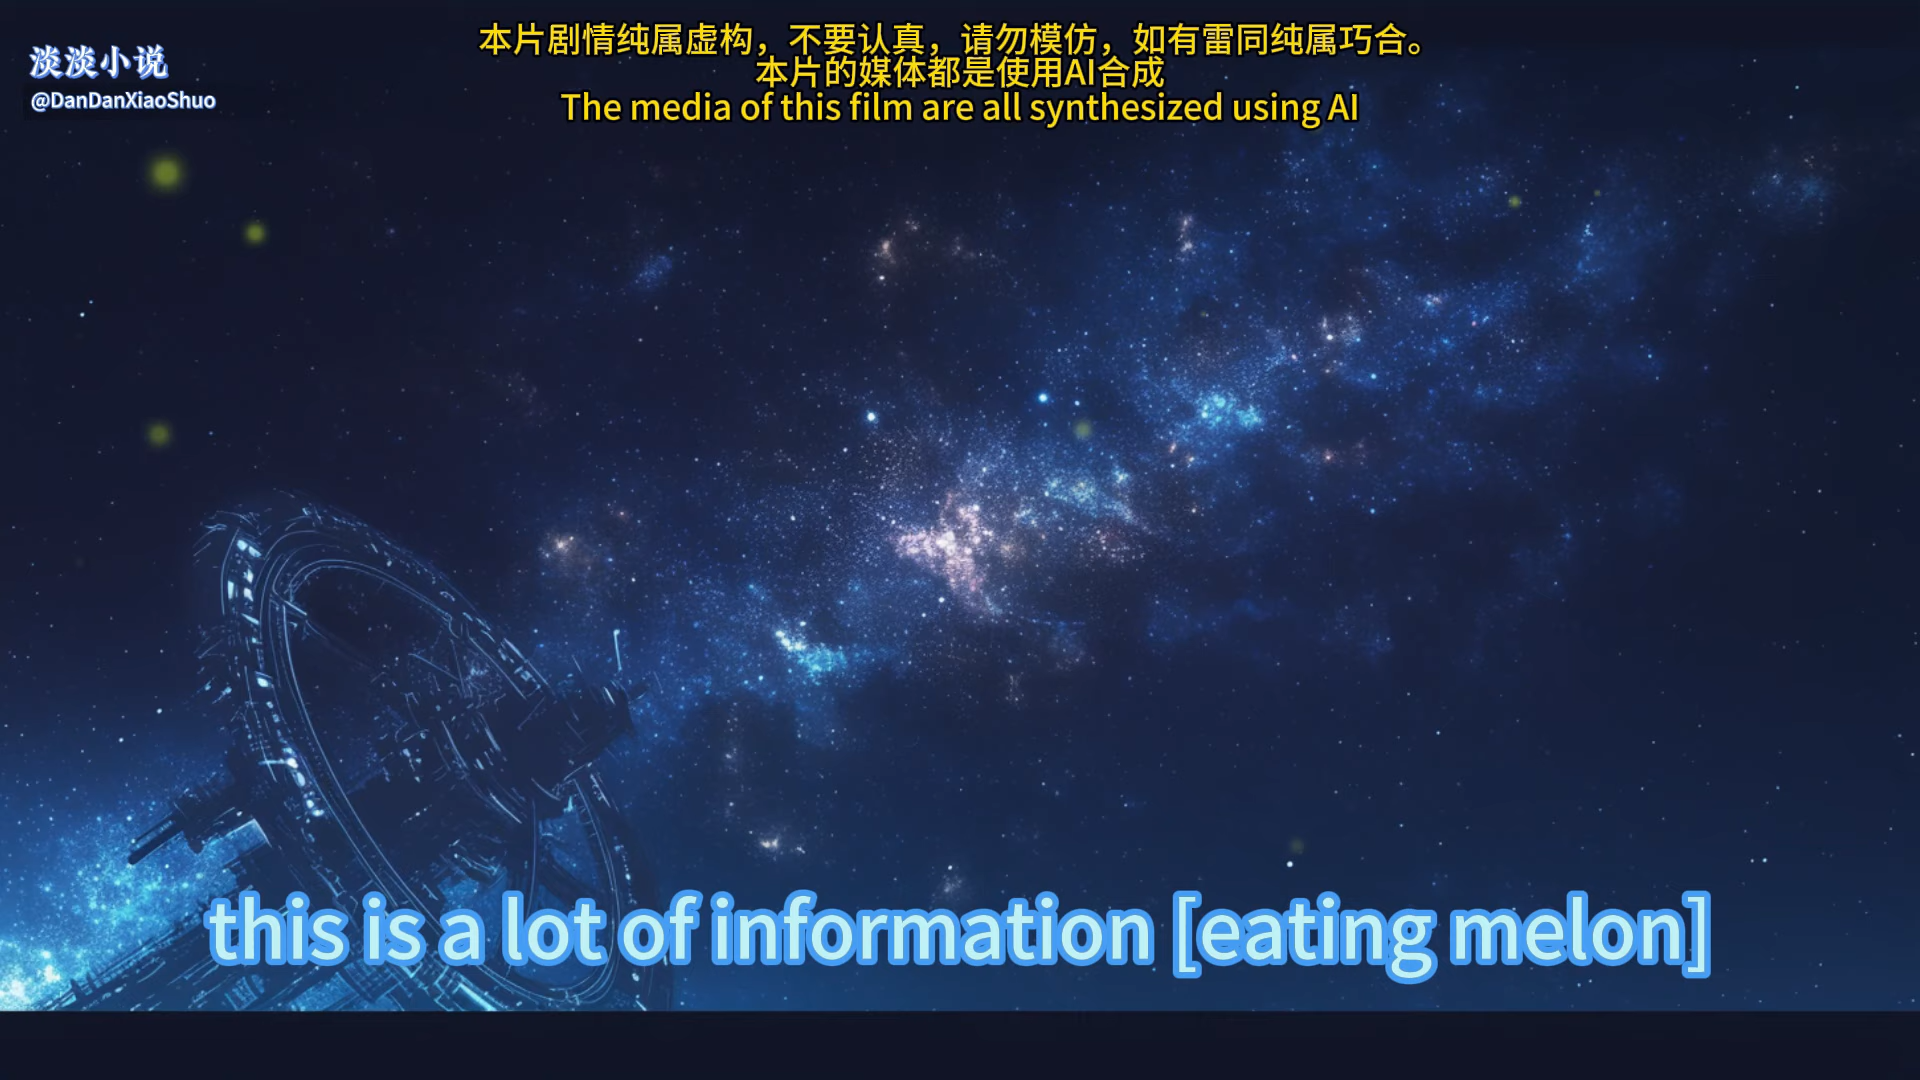 淡淡小说
@DanDanXiaoShuo
本片剧情纯属虚构，不要认真，请勿模仿，如有雷同纯属巧合。
本片的媒体都是使用AI合成
The media of this film are all synthesized using AI
this is a lot of information [eating melon]